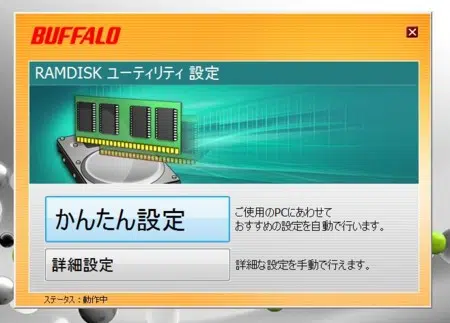 BUFFALO
RAMDISK ユーティリティ 設定
かんたん設定
ご使用のPCにあわせて
おすすめの設定を自動で行います。
詳細設定
詳細な設定を手動で行えます。
ステータス：動作中